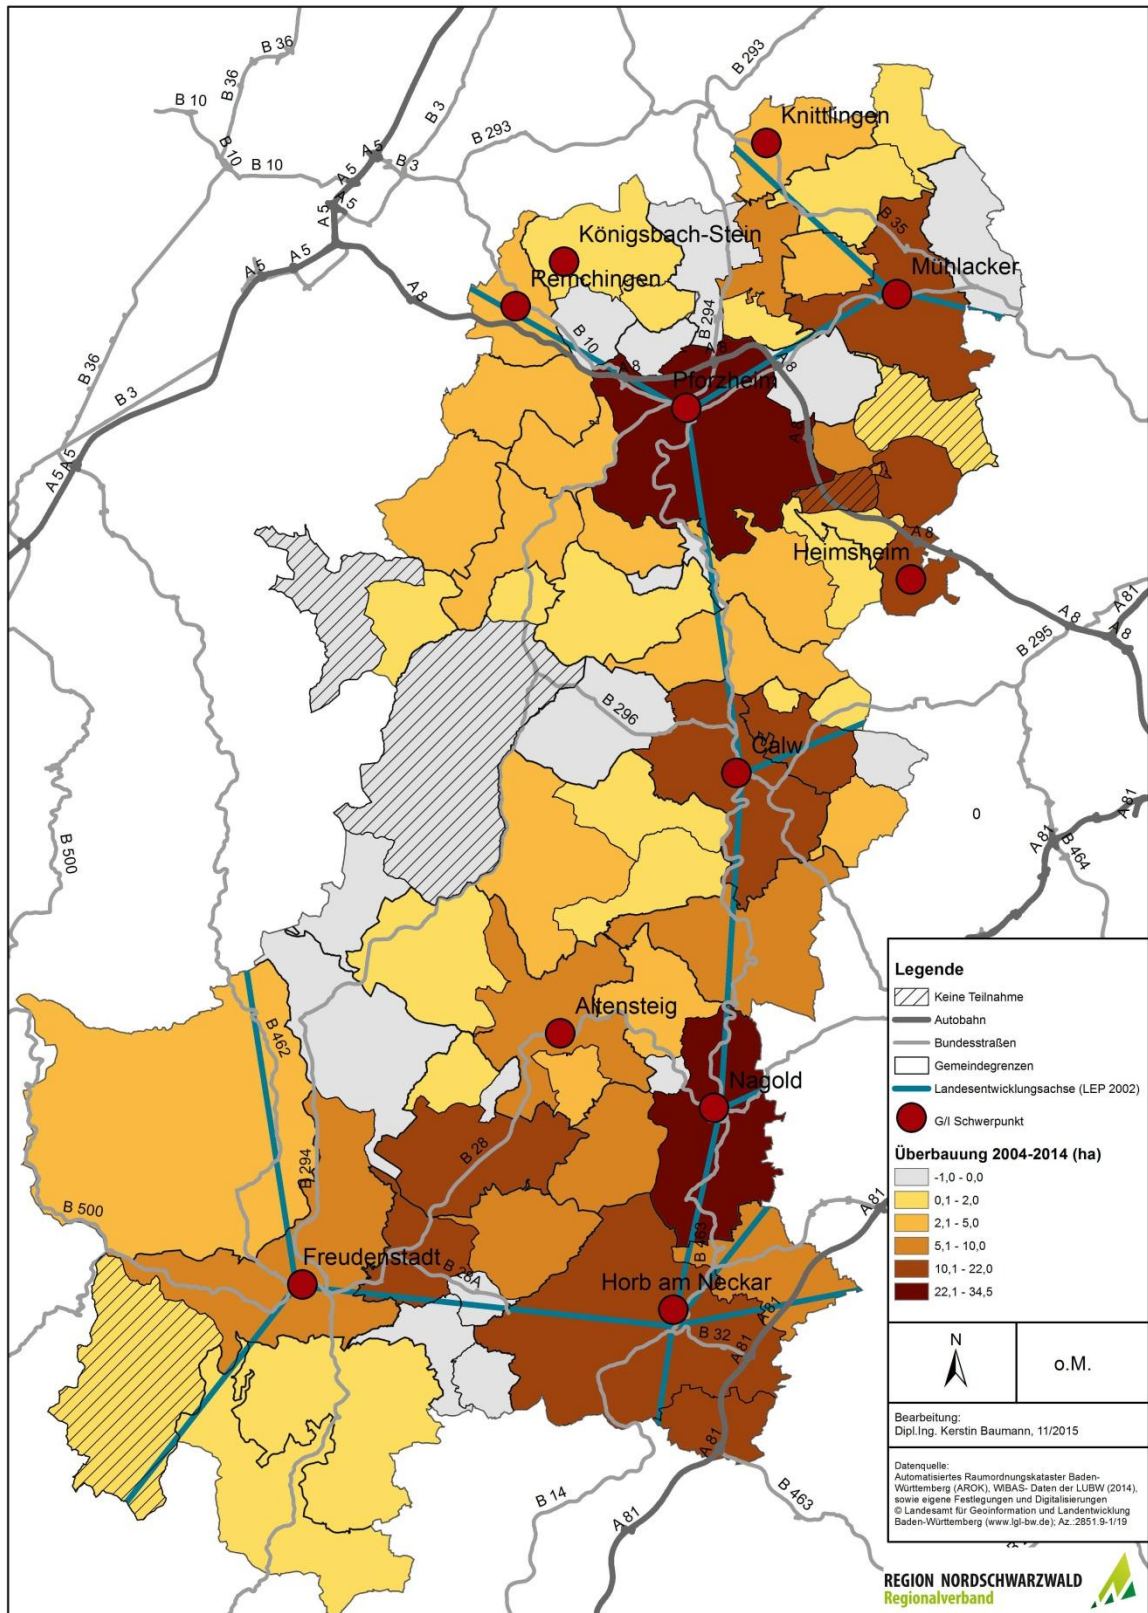 B 36
B 293
B 10
B 36
B 3
Knittlingen
B 293
A 5
B 10
B 10
A 5
B 3
A 5
A 5
B 35
Königsbach-Stein
A 5
A 5
Mühlacker
Remchingen
A 8
B 294
B 10
A 8
A 8
A 8
B 36
B 3
Pforzheim
A 8
A 5
A 5
A 8
Heimsheim
A 81
A 8
A 8
B 295
B 296
Calw
A 81
0
A 81
B 464
B 500
Altensteig
B 462
Nagold
B 28
B 294
B 500
A 81
B 463
Freudenstadt
B 28A
Horb am Neckar
A 81
B 32
A 81
A 81
B 14
B 463
A 81
Legende
Keine Teilnahme
Autobahn
Bundesstraßen
Gemeindegrenzen
Landesentwicklungsachse (LEP 2002)
G/I Schwerpunkt
Überbauung 2004-2014 (ha)
-1,0 - 0,0
0,1 - 2,0
2,1 - 5,0
5,1 - 10,0
10,1 - 22,0
22,1 - 34,5
N
o.M.
Bearbeitung:
Dipl.Ing. Kerstin Baumann, 11/2015
Datenquelle:
Automatisiertes Raumordnungskataster Baden-
Württemberg (AROK), WIBAS- Daten der LUBW (2014),
sowie eigene Festlegungen und Digitalisierungen
© Landesamt für Geoinformation und Landentwicklung
Baden-Württemberg (www.lgl-bw.de); Az.:2851.9-1/19
REGION NORDSCHWARZWALD
Regionalverband